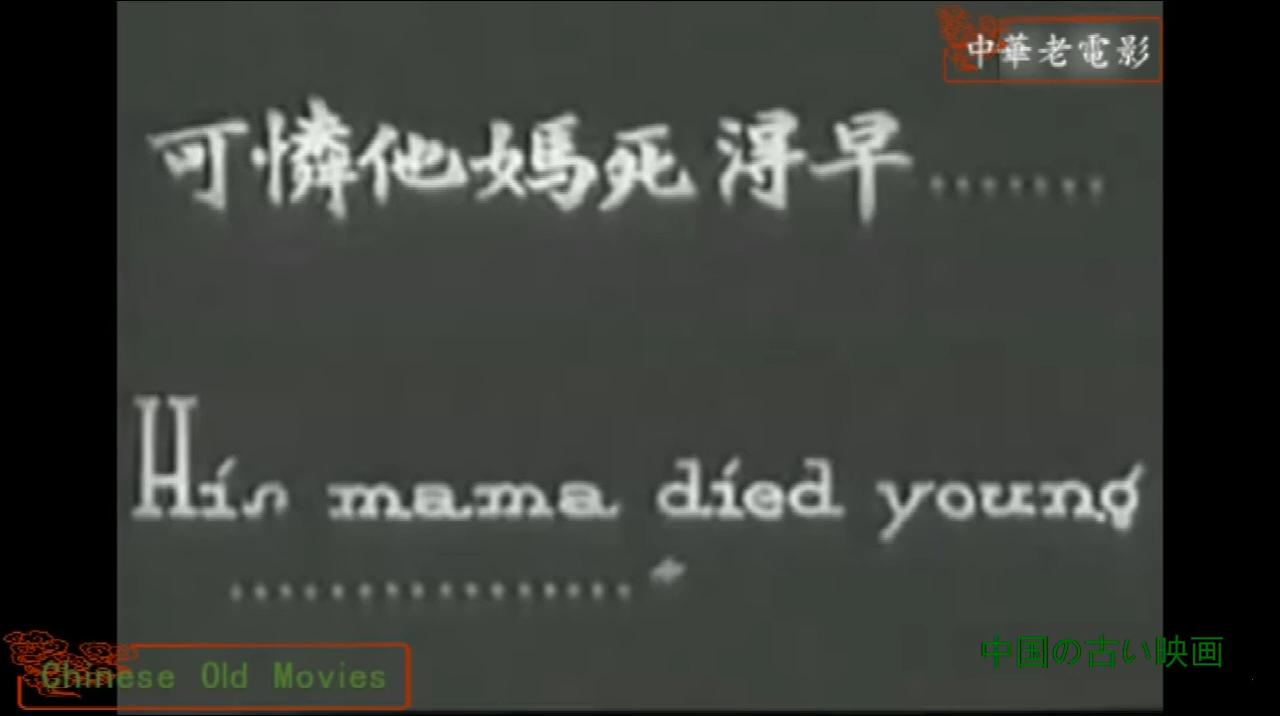 中華老電影
可憐他媽死得早.......
His mama died young
................
Chinese Old Movies
中国の古い映画